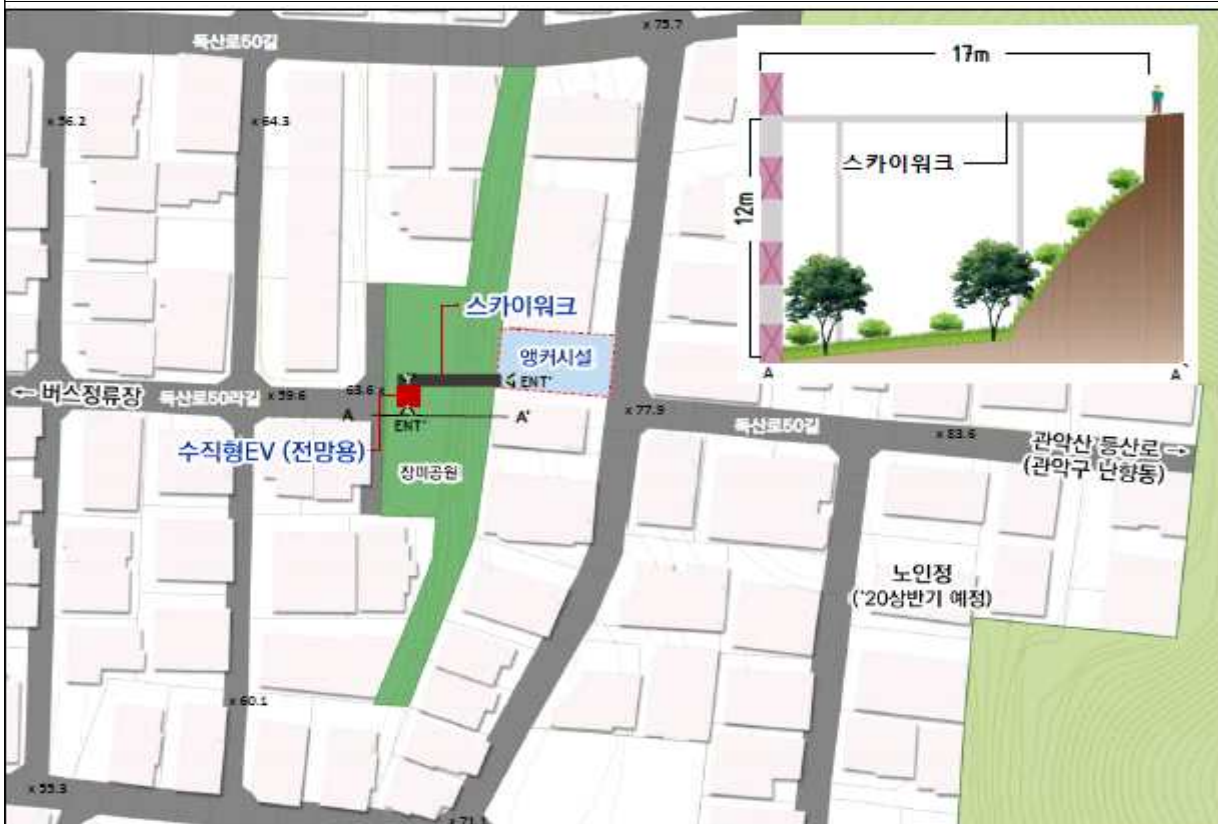 독산로50길
x 75.7
17m
x 56.2
x 64.3
스카이워크
12m
스카이워크
앵커시설
A
A'
← 버스정류장
독산로50라길
x 59.6
63.6
ENT'
A
A'
ENT'
x 77.9
독산로50길
x 83.6
관악산 등산로 →
(관악구 난향동)
수직형EV (전망용)
장미공원
노인정
('20상반기 예정)
x 60.1
x 55.3